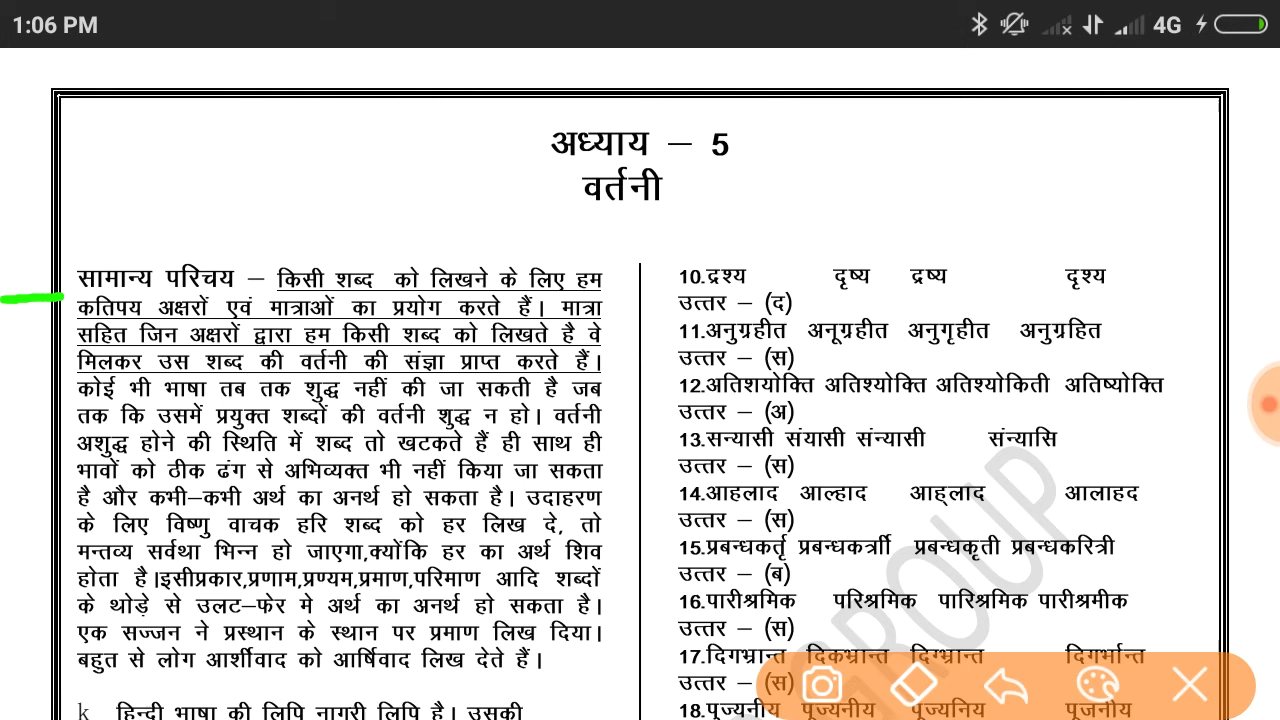 1:06 PM
4G
अध्याय – 5
वर्तनी
सामान्य परिचय – किसी शब्द को लिखने के लिए हम
कतिपय अक्षरों एवं मात्राओं का प्रयोग करते हैं। मात्रा
सहित जिन अक्षरों द्वारा हम किसी शब्द को लिखते है वे
मिलकर उस शब्द की वर्तनी की संज्ञा प्राप्त करते हैं।
कोई भी भाषा तब तक शुद्ध नहीं की जा सकती है जब
तक कि उसमें प्रयुक्त शब्दों की वर्तनी शुद्ध न हो। वर्तनी
अशुद्ध होने की स्थिति में शब्द तो खटकते हैं ही साथ ही
भावों को ठीक ढंग से अभिव्यक्त भी नहीं किया जा सकता
है और कभी–कभी अर्थ का अनर्थ हो सकता है। उदाहरण
के लिए विष्णु वाचक हरि शब्द को हर लिख दे, तो
मन्तव्य सर्वथा भिन्न हो जाएगा,क्योंकि हर का अर्थ शिव
होता है।इसीप्रकार,प्रणाम,प्रण्यम,प्रमाण,परिमाण आदि शब्दों
के थोड़े से उलट–फेर मे अर्थ का अनर्थ हो सकता है।
एक सज्जन ने प्रस्थान के स्थान पर प्रमाण लिख दिया।
बहुत से लोग आर्शीवाद को आर्षिवाद लिख देते हैं।
k हिन्दी भाषा की लिपि नागरी लिपि है। उसकी
10.द्रश्य दृष्य द्रष्य दृश्य
उत्तर – (द)
11.अनुग्रहीत अनूग्रहीत अनुगृहीत अनुग्रहित
उत्तर – (स)
12.अतिशयोक्ति अतिश्योक्ति अतिश्योकिती अतिष्योक्ति
उत्तर – (अ)
13.सन्यासी संयासी संन्यासी संन्यासि
उत्तर – (स)
14.आहलाद आल्हाद आह्लाद आलाहद
उत्तर – (स)
15.प्रबन्धकर्तृ प्रबन्धकर्त्री प्रबन्धकृती प्रबन्धकरित्री
उत्तर – (ब)
16.पारीश्रमिक परिश्रमिक पारिश्रमिक पारीश्रमीक
उत्तर – (स)
17.दिगभ्रान्त दिकभ्रान्त दिग्भ्रान्त दिगर्भान्त
उत्तर – (स)
18.पूज्यनीय पूज्यनीय पूज्यनिय पूजनीय
GROUP